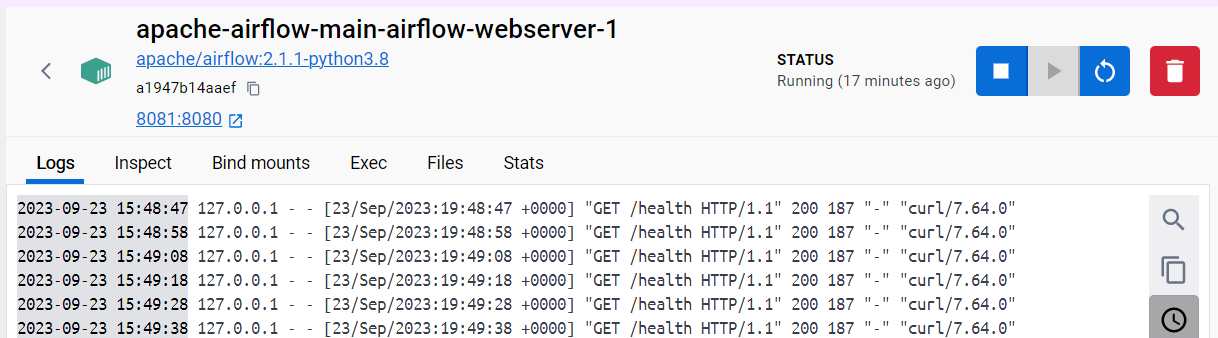 apache-airflow-main-airflow-webserver-1
apache/airflow:2.1.1-python3.8
a1947b14aaef
8081:8080
STATUS
Running (17 minutes ago)
Logs Inspect Bind mounts Exec Files Stats
2023-09-23 15:48:47 127.0.0.1 - - [23/Sep/2023:19:48:47 +0000] "GET /health HTTP/1.1" 200 187 "-" "curl/7.64.0"
2023-09-23 15:48:58 127.0.0.1 - - [23/Sep/2023:19:48:58 +0000] "GET /health HTTP/1.1" 200 187 "-" "curl/7.64.0"
2023-09-23 15:49:08 127.0.0.1 - - [23/Sep/2023:19:49:08 +0000] "GET /health HTTP/1.1" 200 187 "-" "curl/7.64.0"
2023-09-23 15:49:18 127.0.0.1 - - [23/Sep/2023:19:49:18 +0000] "GET /health HTTP/1.1" 200 187 "-" "curl/7.64.0"
2023-09-23 15:49:28 127.0.0.1 - - [23/Sep/2023:19:49:28 +0000] "GET /health HTTP/1.1" 200 187 "-" "curl/7.64.0"
2023-09-23 15:49:38 127.0.0.1 - - [23/Sep/2023:19:49:38 +0000] "GET /health HTTP/1.1" 200 187 "-" "curl/7.64.0"